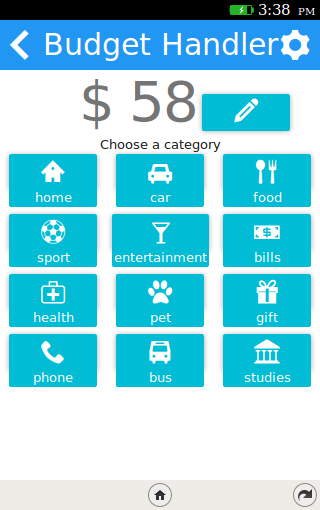 3:38 PM
Budget Handler
$ 58
Choose a category
home car food
sport entertainment bills
health pet gift
phone bus studies